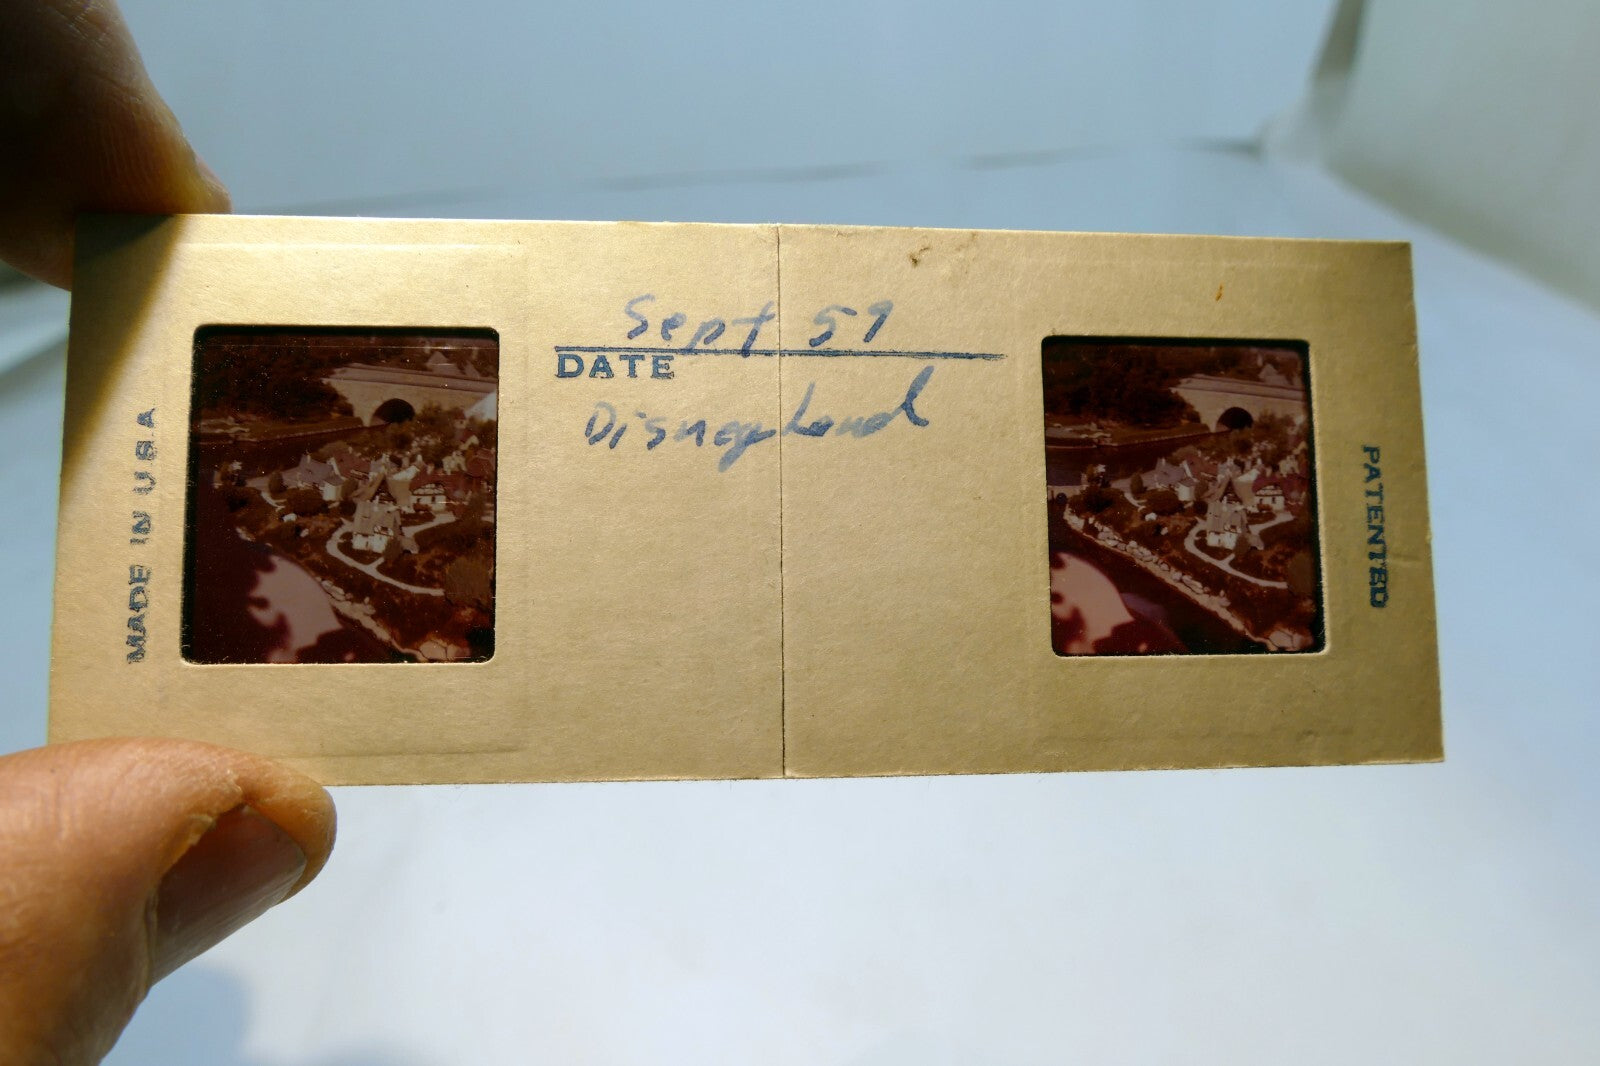 MADE IN USA
Sept 59
DATE
Disneyland
PATENTED